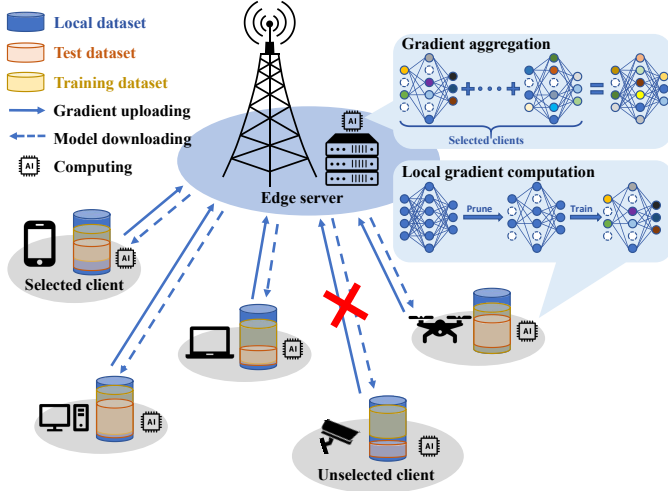 Local dataset
Test dataset
Training dataset
Gradient uploading
Model downloading
AI
Computing
Gradient aggregation
Selected clients
AI
Edge server
Local gradient computation
Prune
Train
AI
Selected client
AI
AI
AI
AI
Unselected client